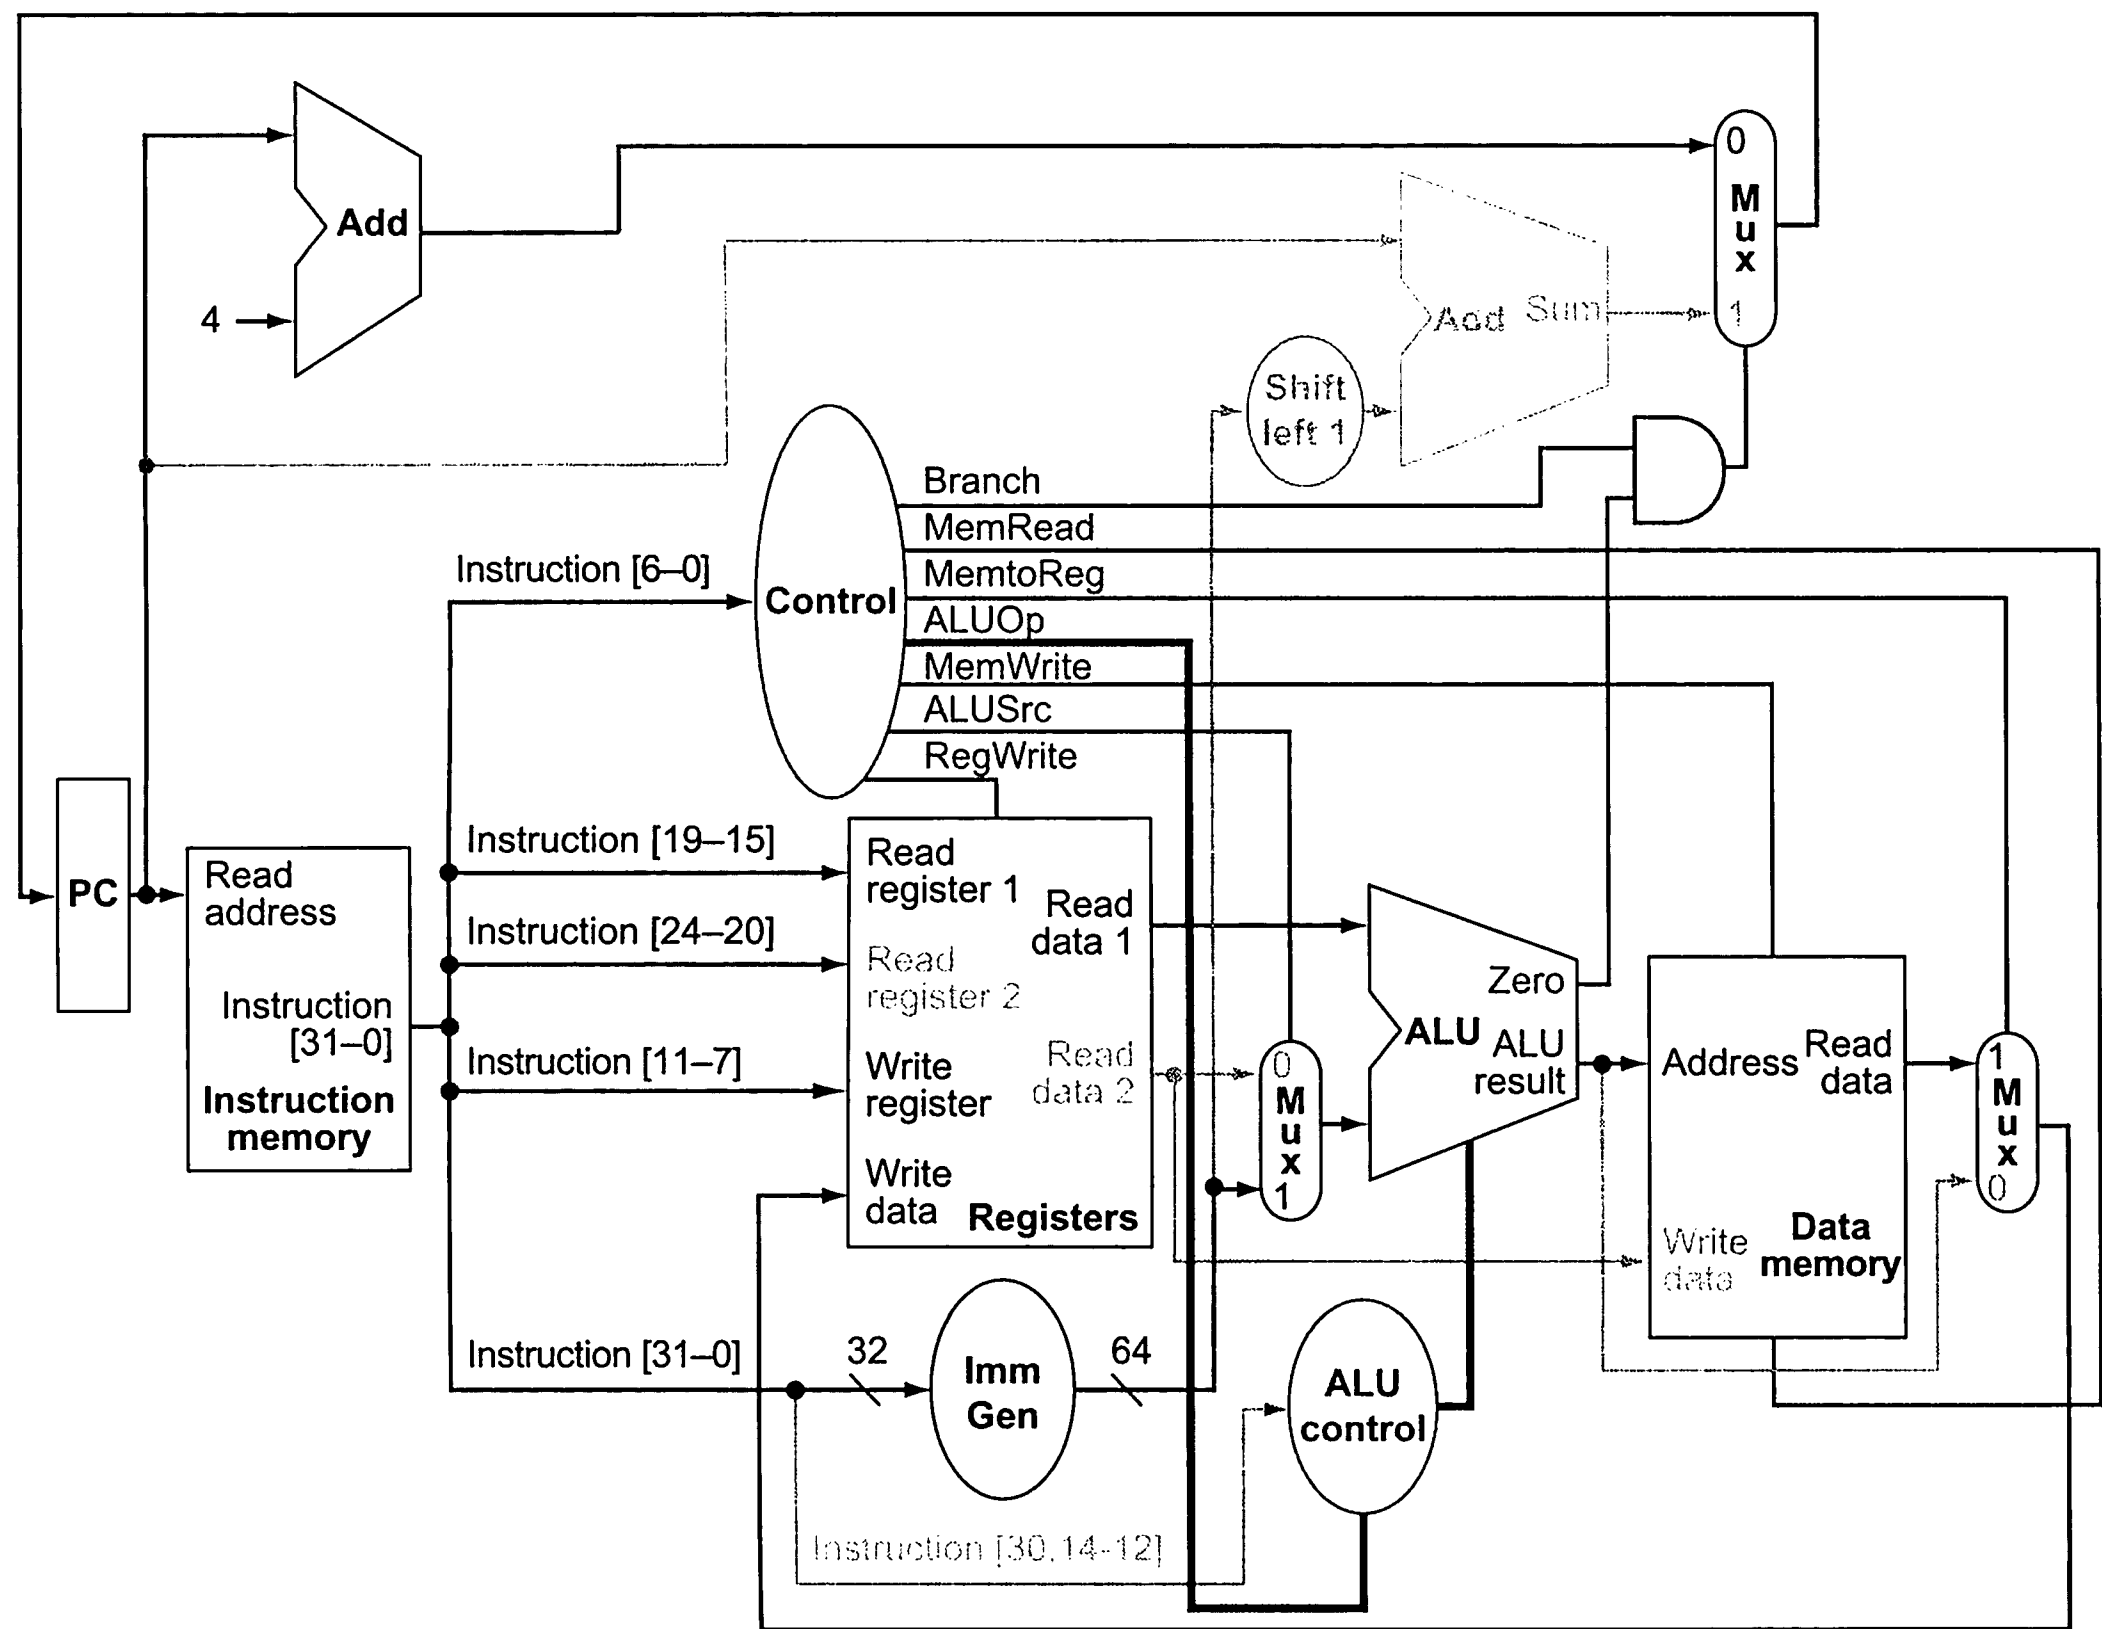 Add
4
0
M
u
x
1
Add Sum
Shift
left 1
Branch
MemRead
MemtoReg
ALUOp
MemWrite
ALUSrc
RegWrite
Instruction [6–0]
Control
PC
Read
address
Instruction
[31–0]
Instruction
memory
Instruction [19–15]
Instruction [24–20]
Instruction [11–7]
Instruction [31–0]
Read
register 1
Read
register 2
Write
register
Write
data
Read
data 1
Read
data 2
Registers
0
M
u
x
1
ALU
Zero
ALU
result
Address
Read
data
Write
data
Data
memory
1
M
u
x
0
32
Imm
Gen
64
ALU
control
Instruction [30,14-12]